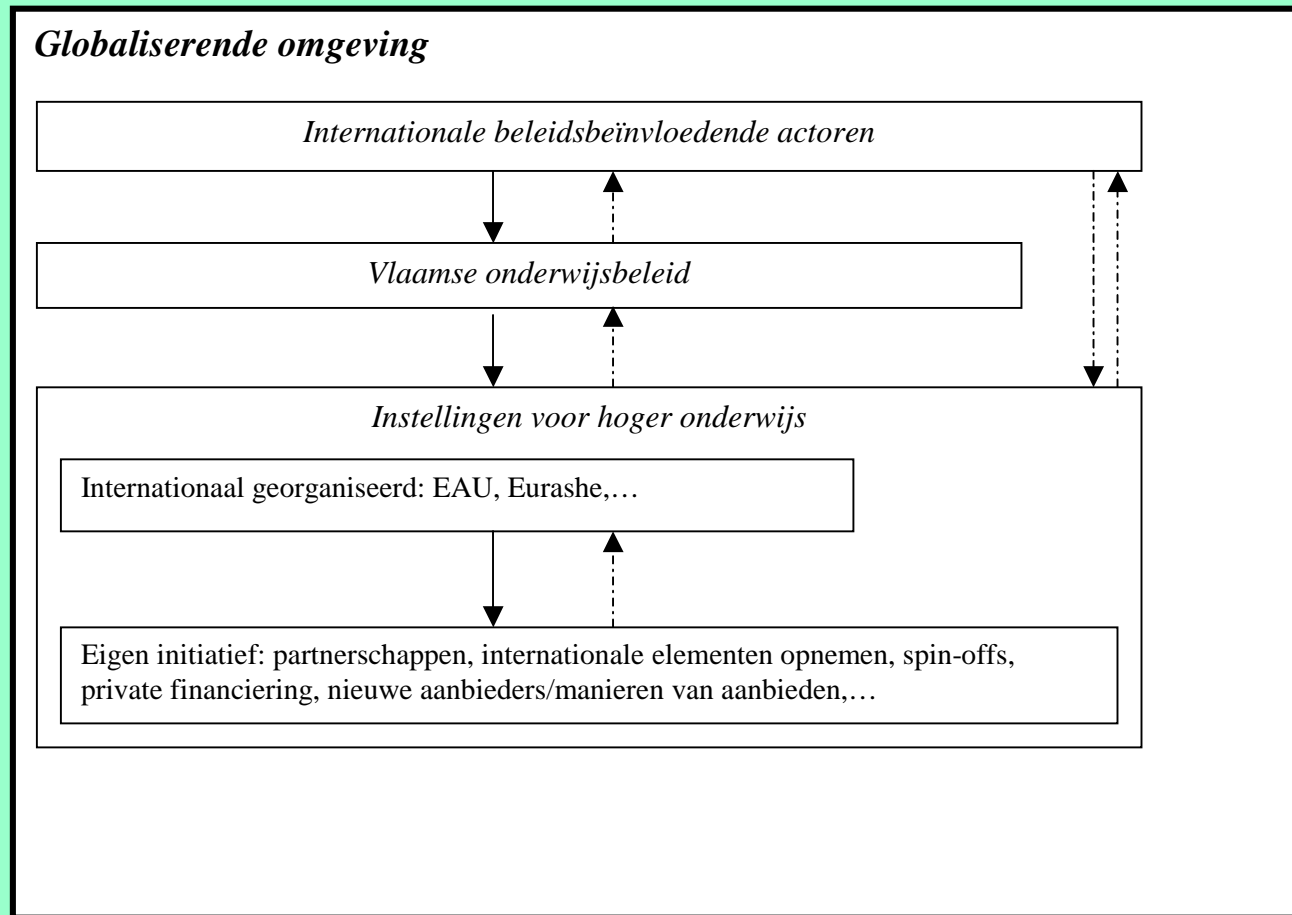 Globaliserende omgeving
Internationale beleidsbeïnvloedende actoren
Vlaamse onderwijsbeleid
Instellingen voor hoger onderwijs
Internationaal georganiseerd: EAU, Eurashe,…
Eigen initiatief: partnerschappen, internationale elementen opnemen, spin-offs,
private financiering, nieuwe aanbieders/manieren van aanbieden,…